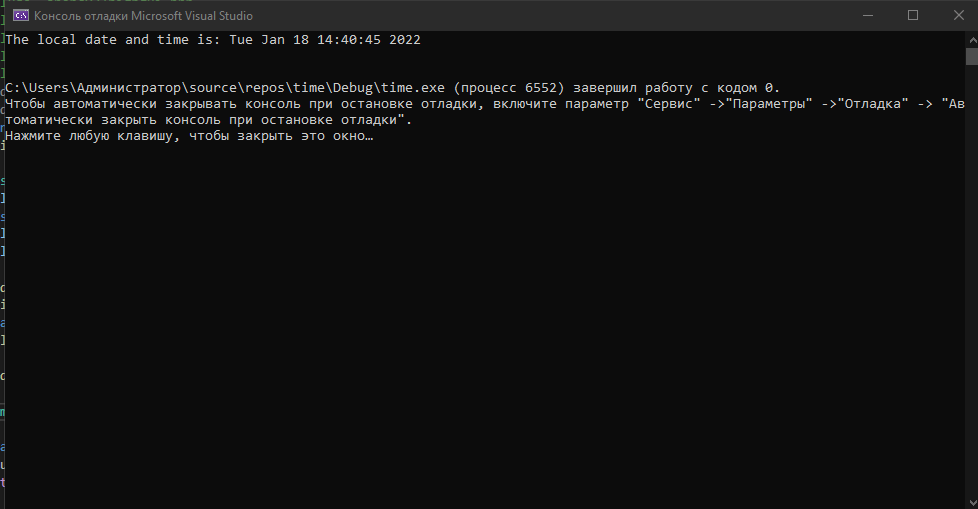 Консоль отладки Microsoft Visual Studio
The local date and time is: Tue Jan 18 14:40:45 2022
C:\Users\Администратор\source\repos\time\Debug\time.exe (процесс 6552) завершил работу с кодом 0.
Чтобы автоматически закрывать консоль при остановке отладки, включите параметр "Сервис" ->"Параметры" ->"Отладка" -> "Ав
томатически закрыть консоль при остановке отладки".
Нажмите любую клавишу, чтобы закрыть это окно…